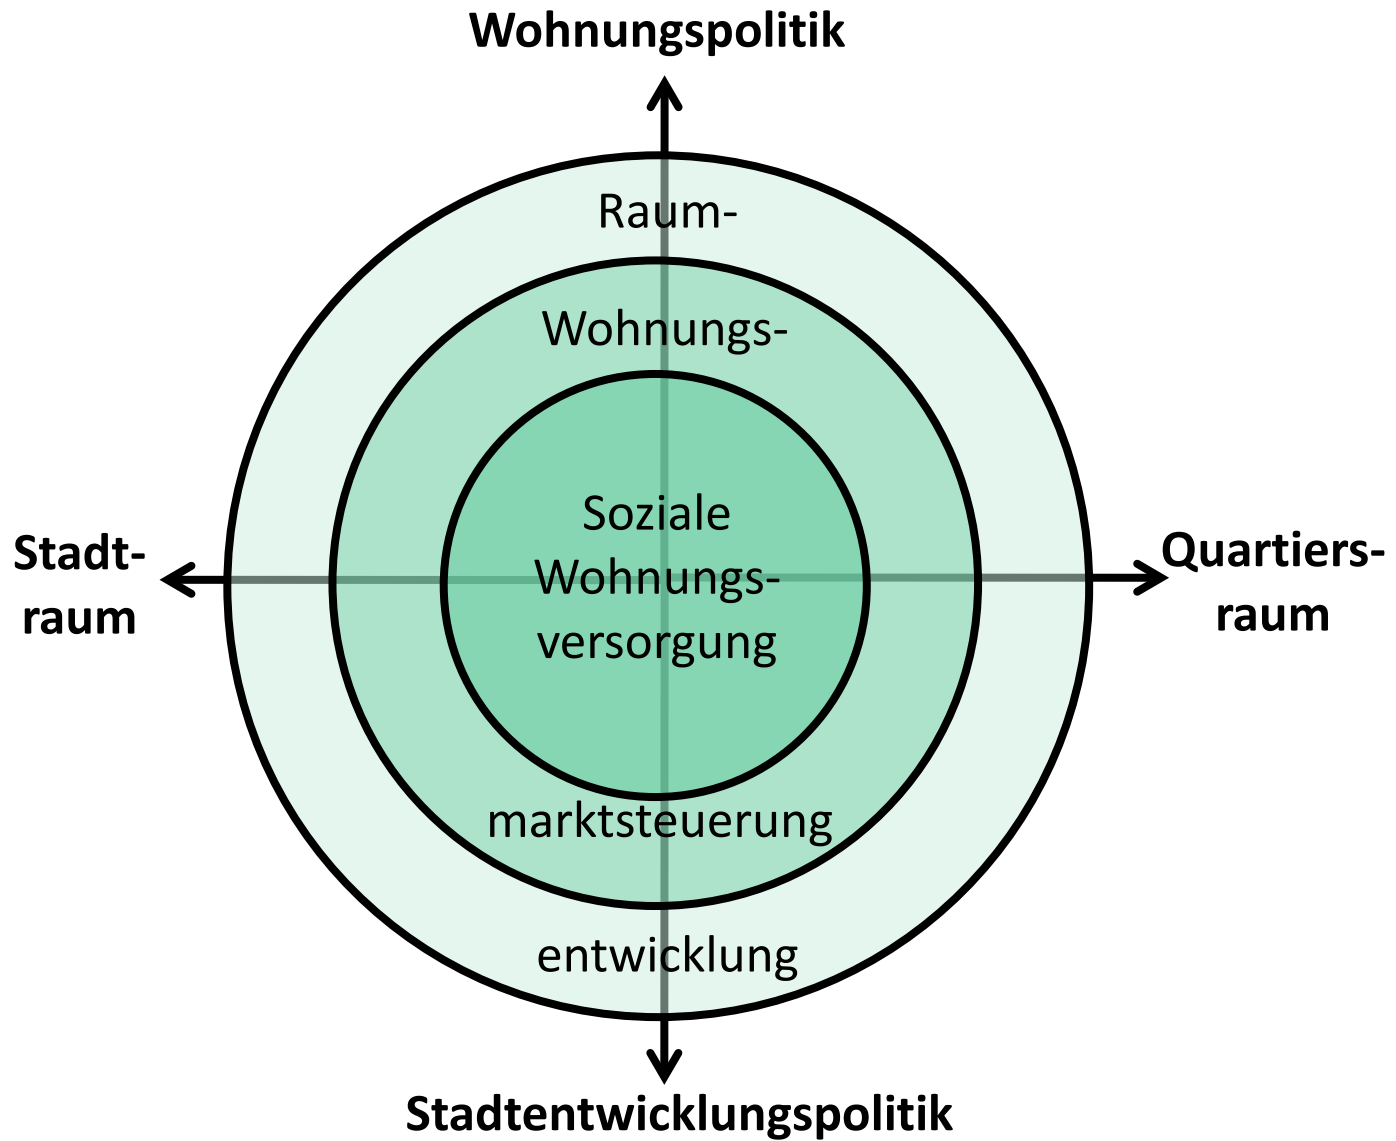 Wohnungspolitik
Raum-
Wohnungs-
Soziale
Wohnungs-
versorgung
Stadt-
raum
Quartiers-
raum
marktsteuerung
entwicklung
Stadtentwicklungspolitik